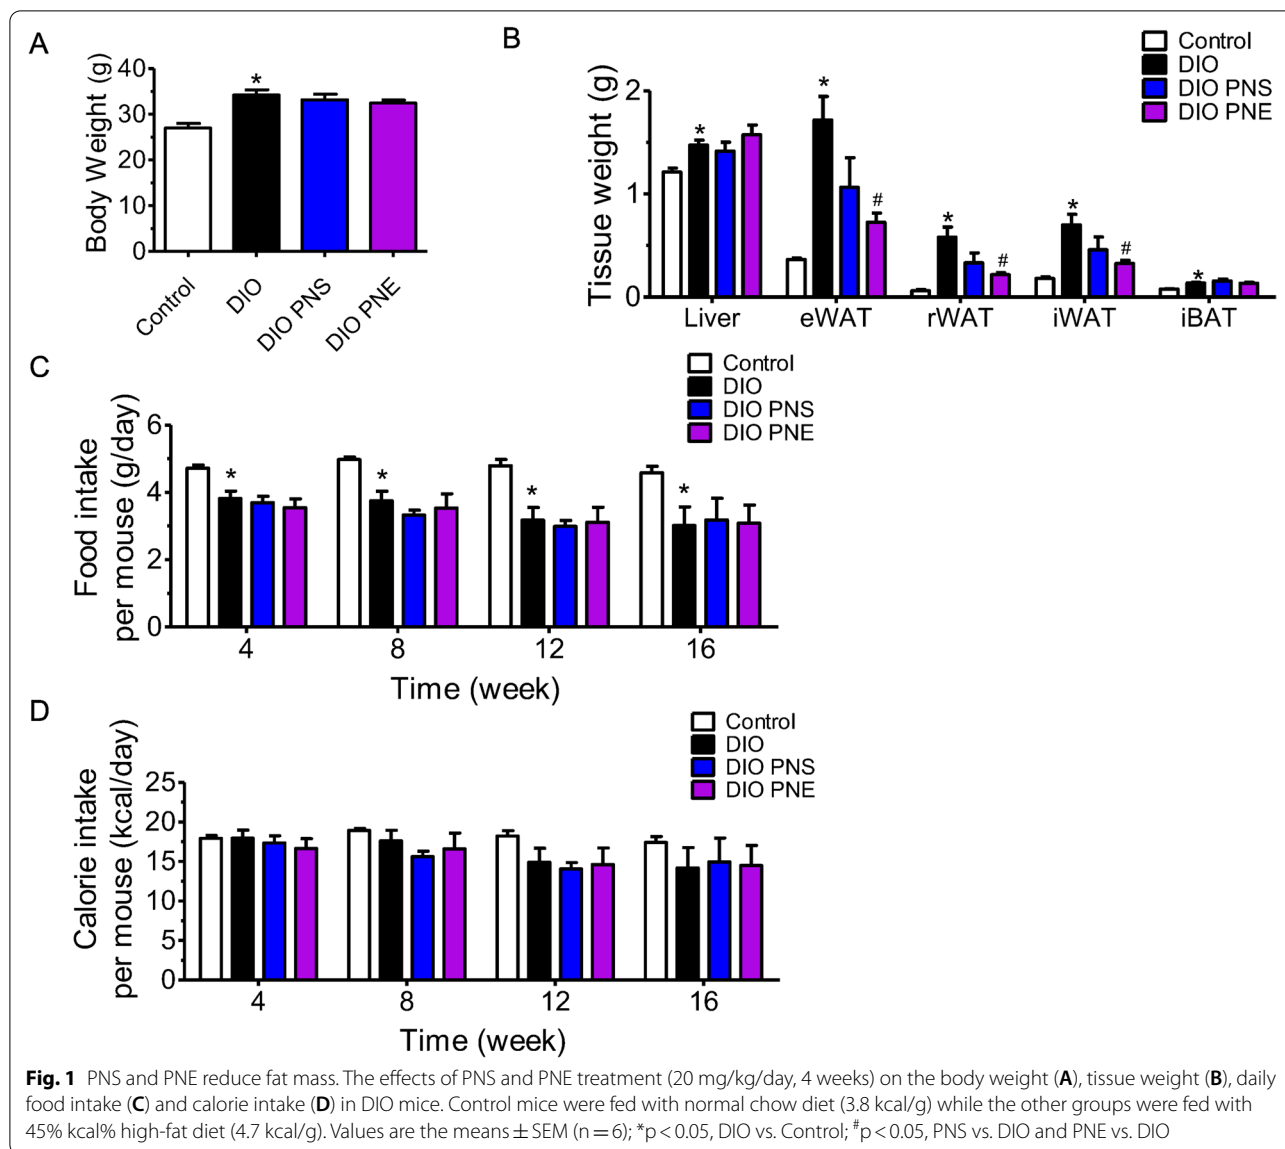 A
Body Weight (g)
40
30
20
10
0
*
Control
DIO
DIO PNS
DIO PNE
B
Control
DIO
DIO PNS
DIO PNE
Tissue weight (g)
2
1
0
*
*
#
*
#
*
#
*
Liver
eWAT
rWAT
iWAT
iBAT
C
Control
DIO
DIO PNS
DIO PNE
Food intake
per mouse (g/day)
6
4
2
0
*
*
*
*
4
8
12
16
Time (week)
D
Control
DIO
DIO PNS
DIO PNE
Calorie intake
per mouse (kcal/day)
25
20
15
10
5
0
4
8
12
16
Time (week)
Fig. 1 PNS and PNE reduce fat mass. The effects of PNS and PNE treatment (20 mg/kg/day, 4 weeks) on the body weight (A), tissue weight (B), daily
food intake (C) and calorie intake (D) in DIO mice. Control mice were fed with normal chow diet (3.8 kcal/g) while the other groups were fed with
45% kcal% high-fat diet (4.7 kcal/g). Values are the means ± SEM (n = 6); *p < 0.05, DIO vs. Control; #p < 0.05, PNS vs. DIO and PNE vs. DIO